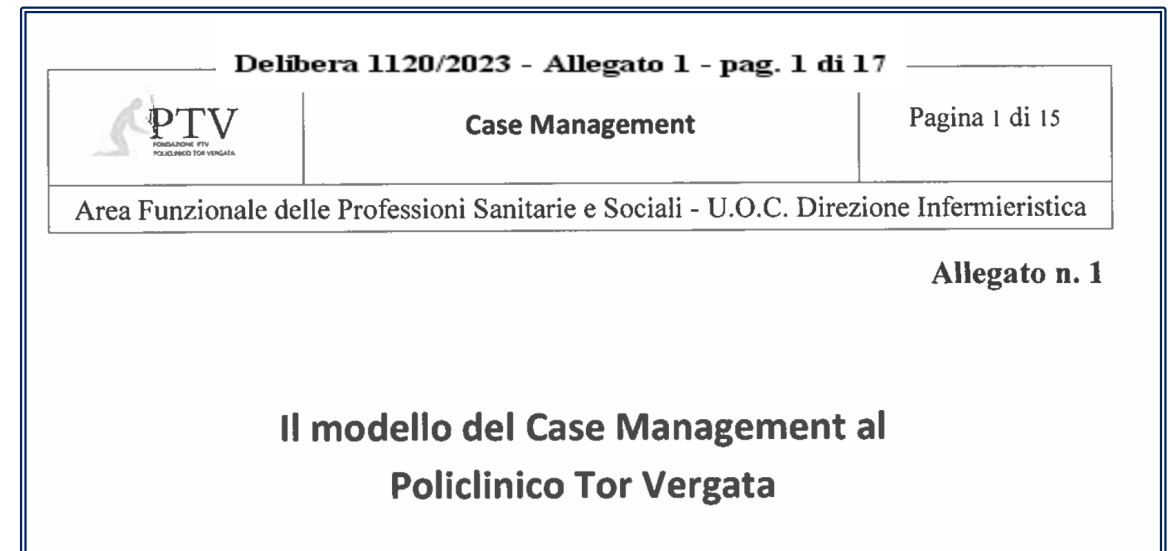 Delibera 1120/2023 - Allegato 1 - pag. 1 di 17
PTV
FONDAZIONE PTV
POLICLINICO TOR VERGATA
Case Management
Pagina 1 di 15
Area Funzionale delle Professioni Sanitarie e Sociali - U.O.C. Direzione Infermieristica
Allegato n. 1
Il modello del Case Management al
Policlinico Tor Vergata